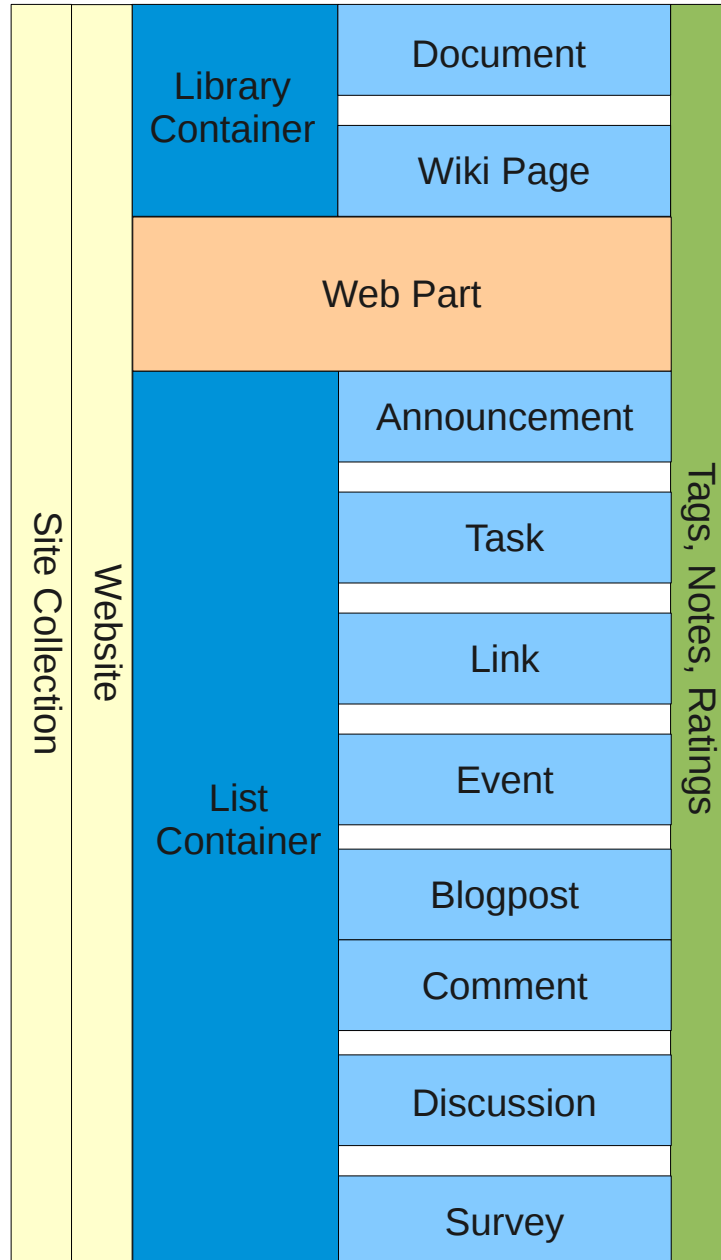 Site Collection
Website
Library
Container
Document
Wiki Page
Web Part
List
Container
Announcement
Task
Link
Event
Blogpost
Comment
Discussion
Survey
Tags, Notes, Ratings